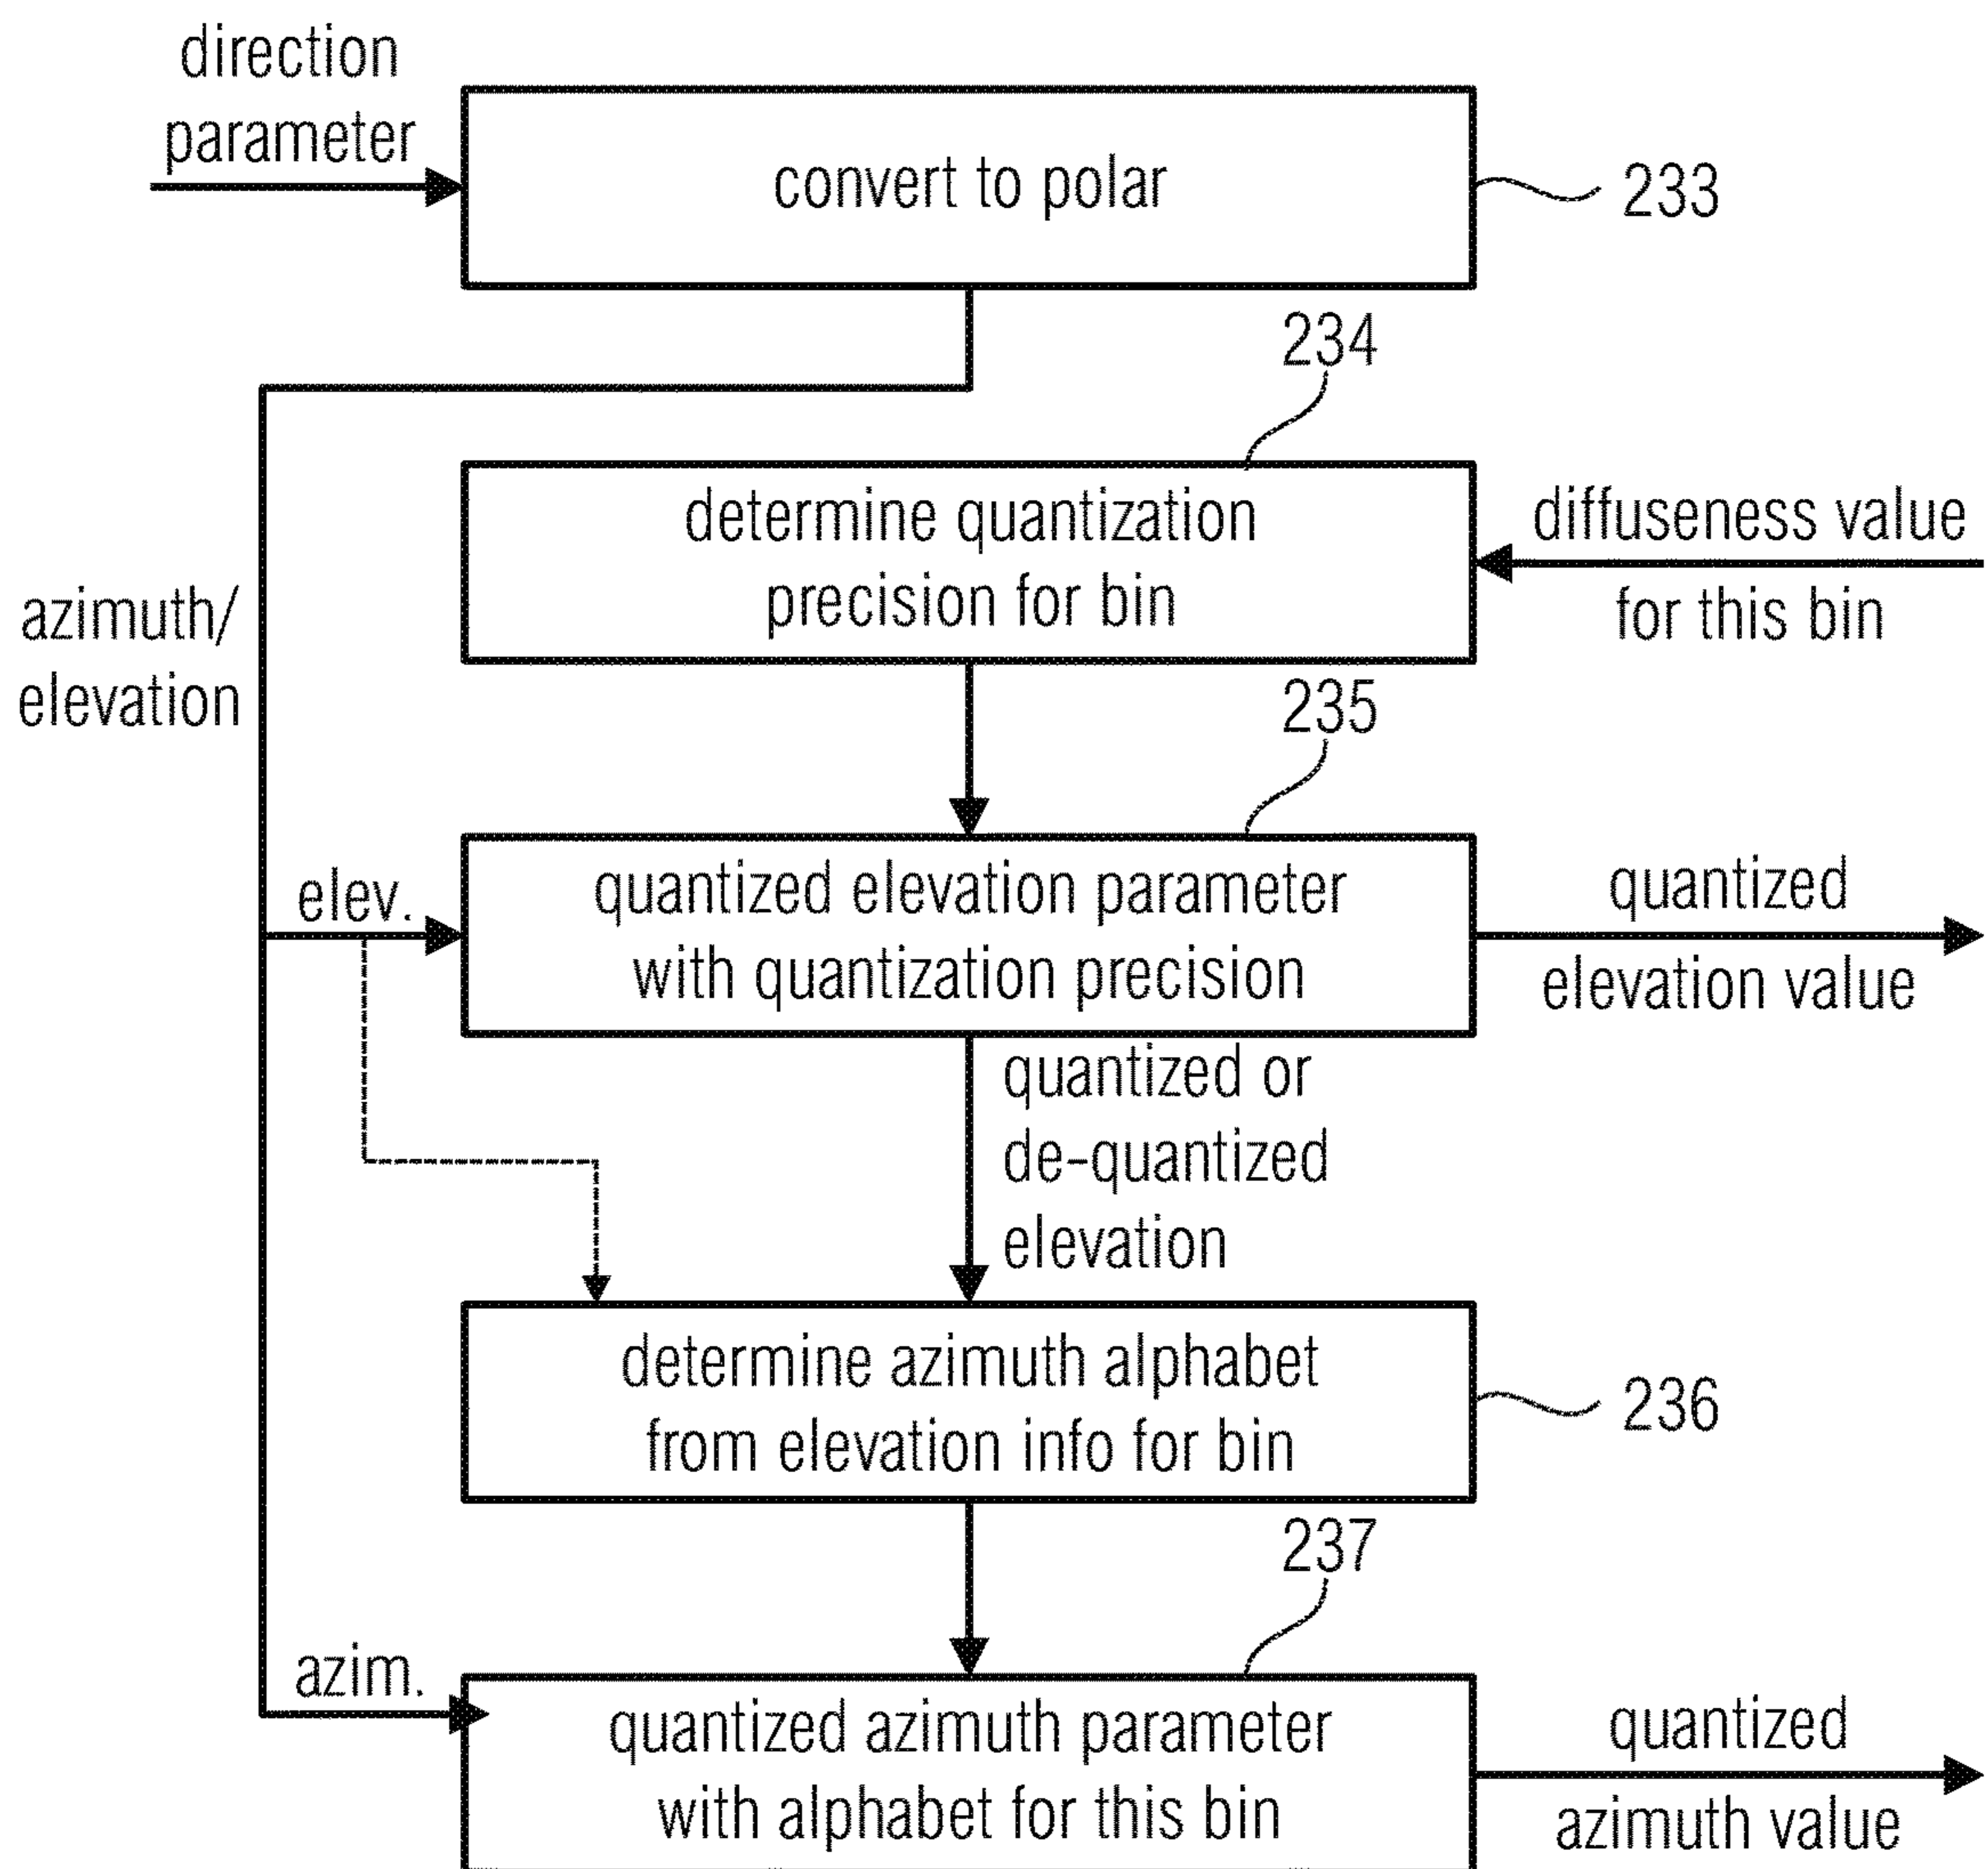 direction
parameter
convert to polar
233
234
determine quantization
precision for bin
diffuseness value
for this bin
azimuth/
elevation
235
elev.
quantized elevation parameter
with quantization precision
quantized
elevation value
quantized or
de-quantized
elevation
determine azimuth alphabet
from elevation info for bin
236
237
azim.
quantized azimuth parameter
with alphabet for this bin
quantized
azimuth value